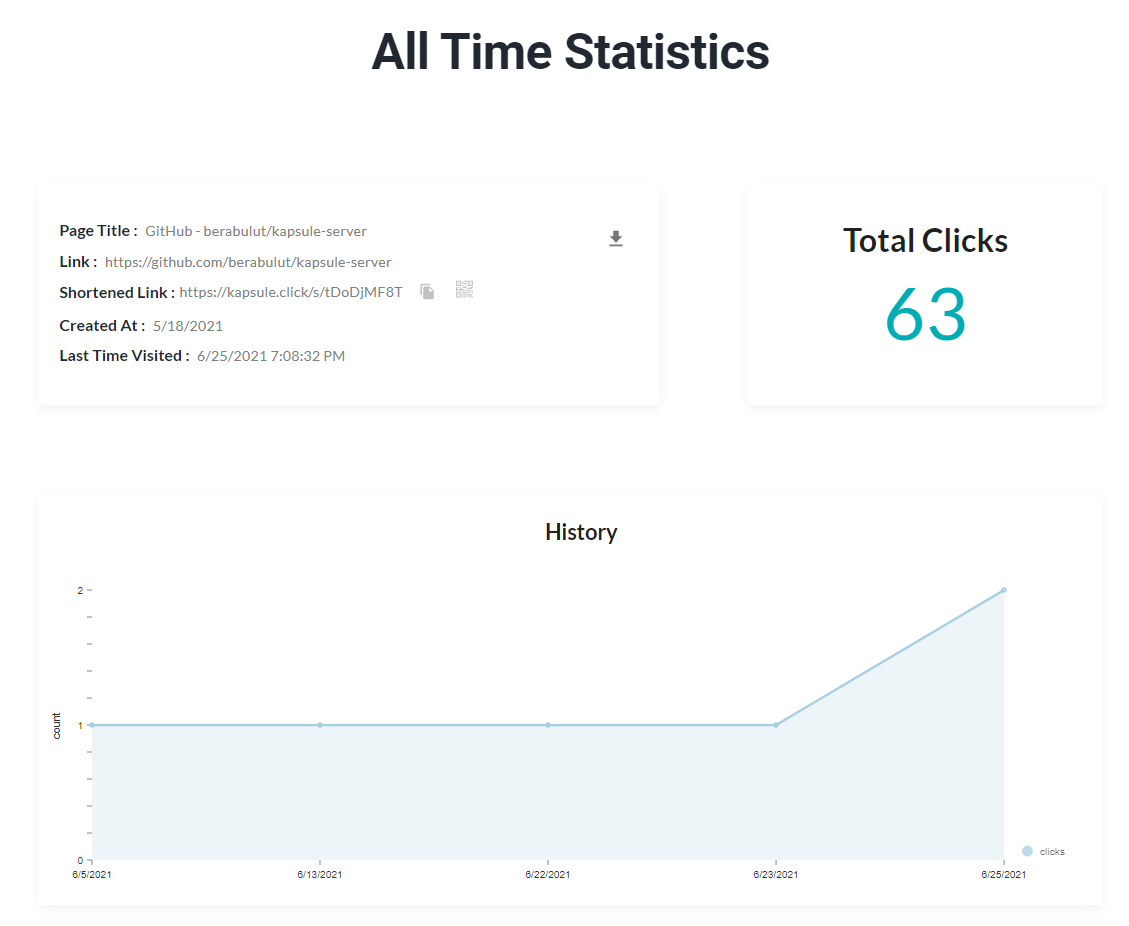 All Time Statistics
Page Title : GitHub - berabulut/kapsule-server
Link : https://github.com/berabulut/kapsule-server
Shortened Link : https://kapsule.click/s/tDoDjMF8T
Created At : 5/18/2021
Last Time Visited : 6/25/2021 7:08:32 PM
Total Clicks
63
History
2
1
0
count
6/5/2021 6/13/2021 6/22/2021 6/23/2021 6/25/2021
clicks